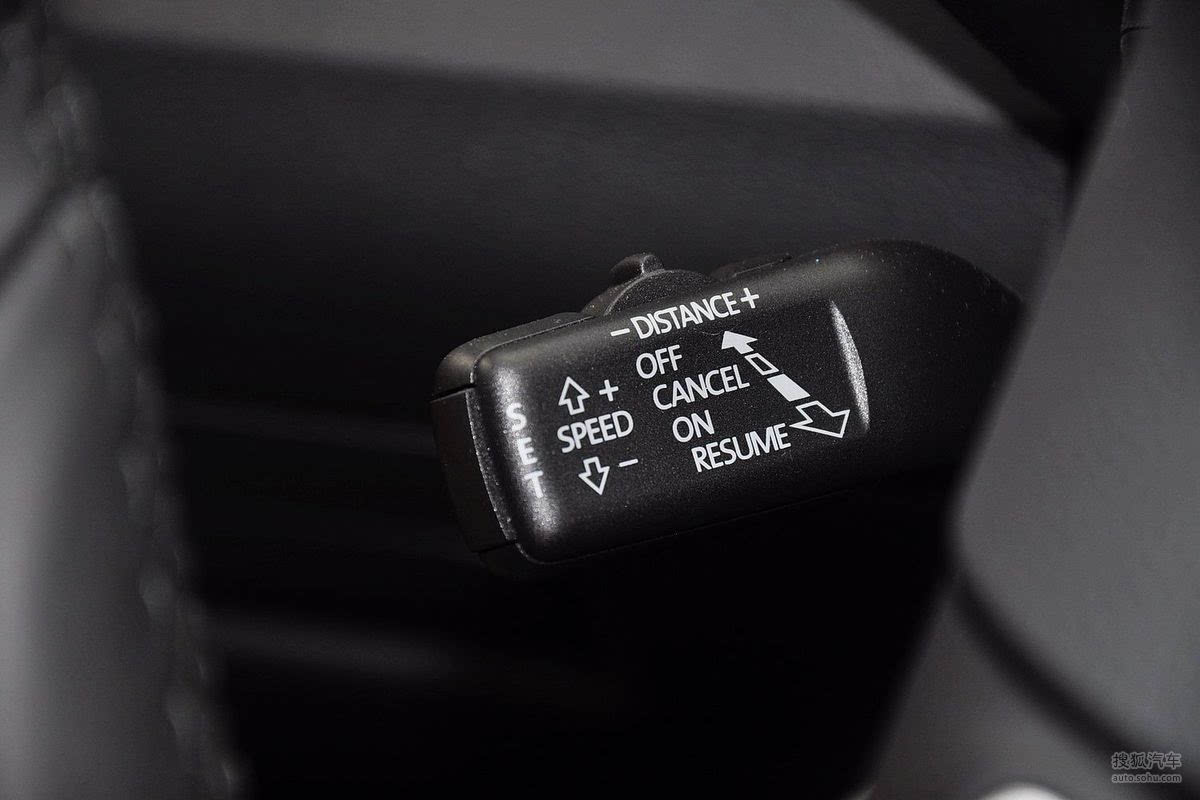 − DISTANCE +
OFF
CANCEL
ON
RESUME
+
SPEED
−
SET
搜狐汽车
auto.sohu.com